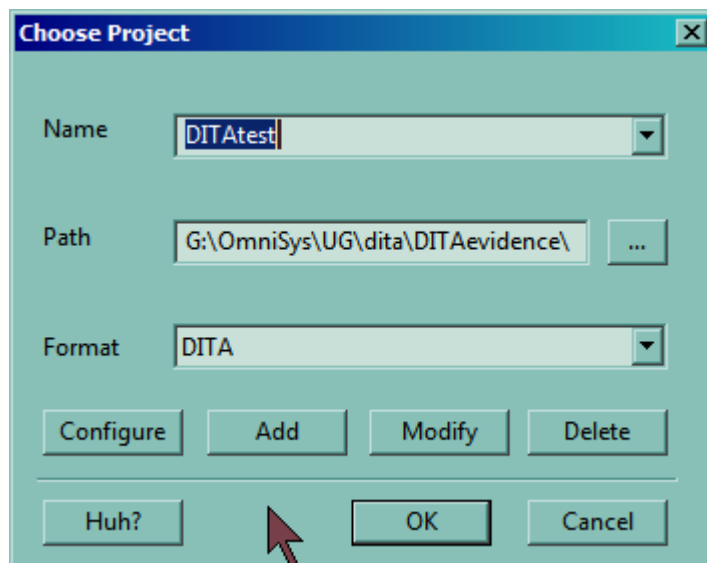 Choose Project
Name DITAtest
Path G:\OmniSys\UG\dita\DITAevidence\ ...
Format DITA
Configure Add Modify Delete
Huh? OK Cancel